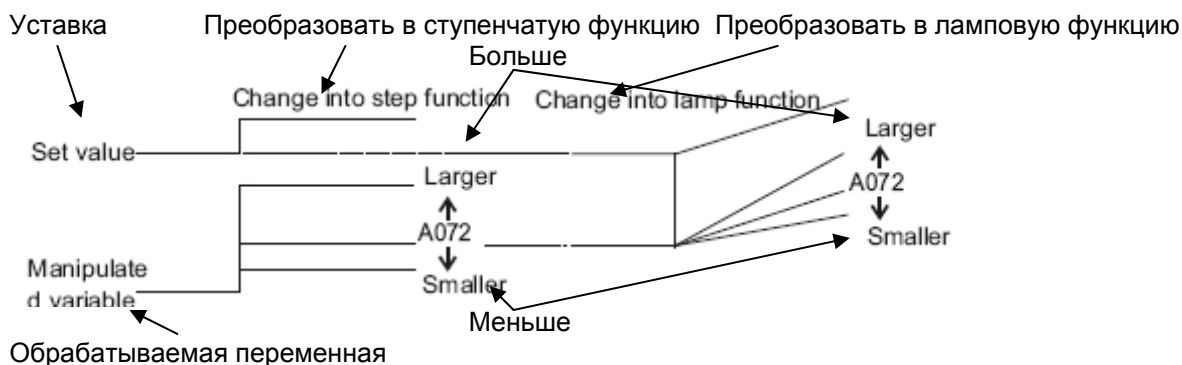 Уставка
Преобразовать в ступенчатую функцию
Преобразовать в ламповую функцию
Больше
Change into step function
Change into lamp function
Larger
Set value
Larger
A072
A072
Smaller
Manipulate
d variable
Smaller
Меньше
Обрабатываемая переменная